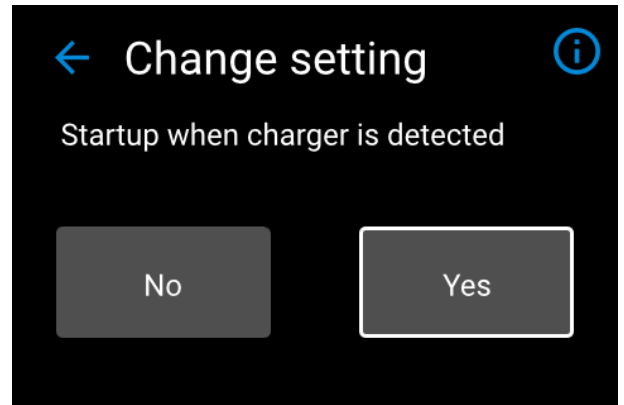 Change setting
Startup when charger is detected
No
Yes